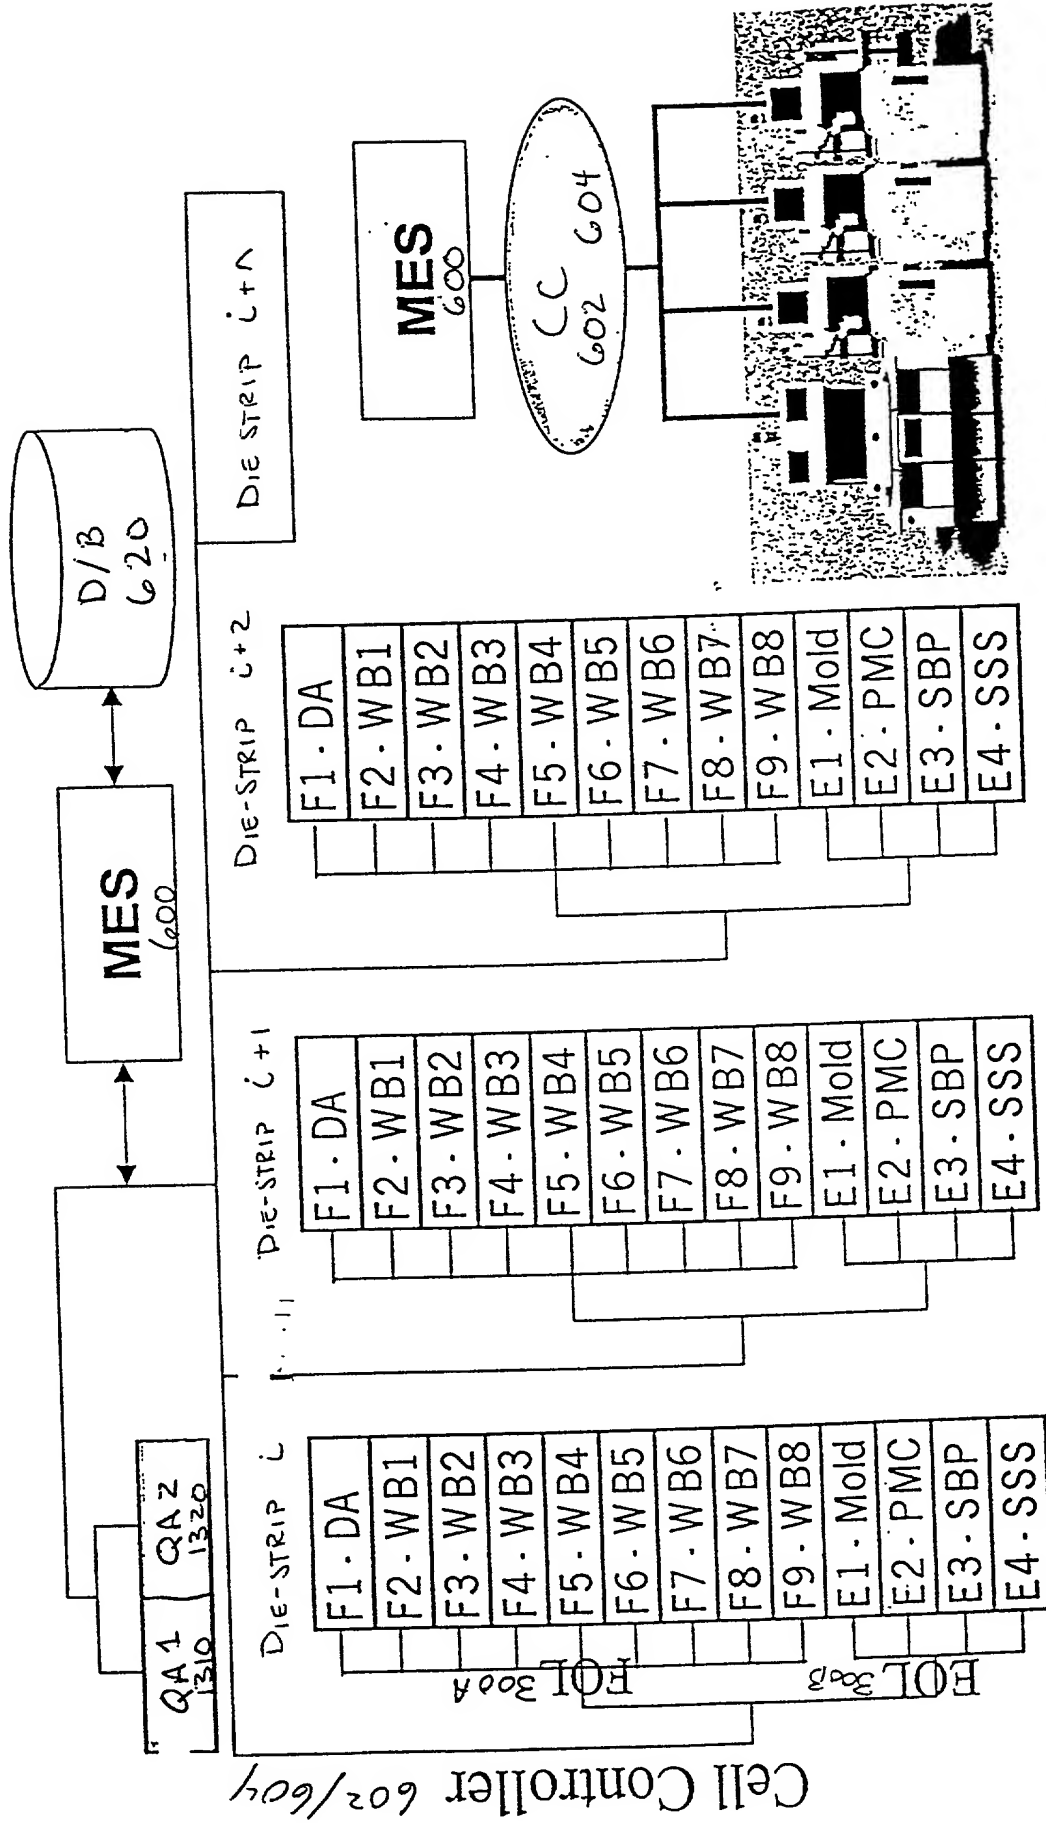 D/B
620
MES
600
QA1
1310
QA2
1320
DIE STRIP i+n
DIE-STRIP i
F1·DA
F2·WB1
F3·WB2
F4·WB3
F5·WB4
F6·WB5
F7·WB6
F8·WB7
F9·WB8
E1·Mold
E2·PMC
E3·SBP
E4·SSS
FOL 300A
EOL 300B
Cell Controller 602/604
DIE-STRIP i+1
F1·DA
F2·WB1
F3·WB2
F4·WB3
F5·WB4
F6·WB5
F7·WB6
F8·WB7
F9·WB8
E1·Mold
E2·PMC
E3·SBP
E4·SSS
DIE-STRIP i+2
F1·DA
F2·WB1
F3·WB2
F4·WB3
F5·WB4
F6·WB5
F7·WB6
F8·WB7
F9·WB8
E1·Mold
E2·PMC
E3·SBP
E4·SSS
MES
600
CC
602 604